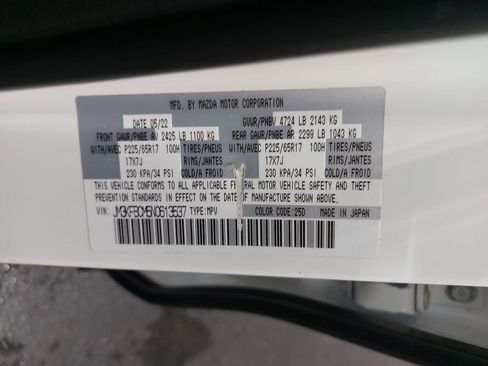 MFD. BY MAZDA MOTOR CORPORATION
DATE 05/22 GVWR/PNBV 4724 LB 2143 KG
FRONT GAWR/PNBE AV 2425 LB 1100 KG REAR GAWR/PNBE AR 2299 LB 1043 KG
WITH/AVEC P225/65R17 100H TIRES/PNEUS WITH/AVEC P225/65R17 100H TIRES/PNEUS
17X7J RIMS/JANTES 17X7J RIMS/JANTES
230 KPA/34 PSI 230 KPA/34 PSI
THIS VEHICLE CONFORMS TO ALL APPLICABLE FEDERAL MOTOR VEHICLE SAFETY AND THEFT
PREVENTION STANDARDS IN EFFECT ON THE DATE OF MANUFACTURE SHOWN ABOVE.
VIN: JM3KFBCM5N0613537 TYPE: MPV COLOR CODE: 25D MADE IN JAPAN